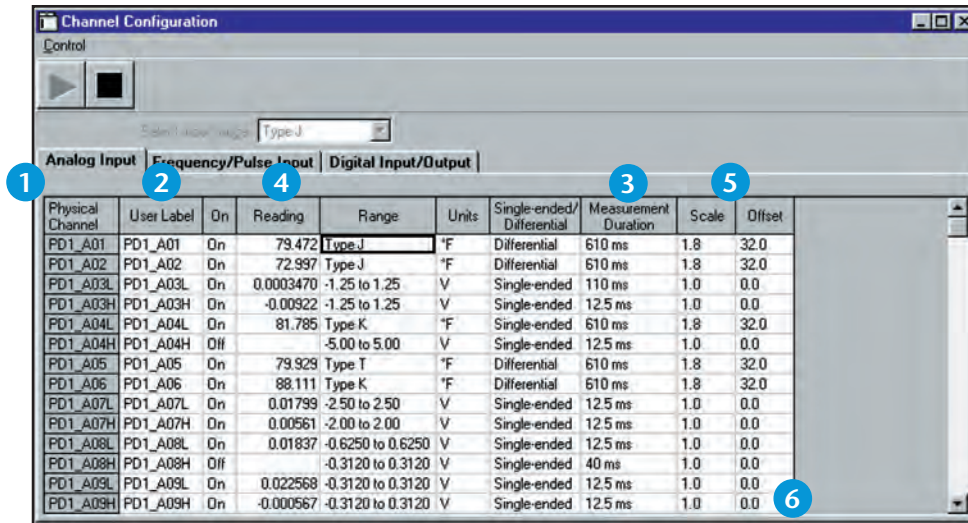 Channel Configuration
Control
Type J
Analog Input Frequency/Pulse Input Digital Input/Output
1 2 4 3 5
Physical Channel User Label On Reading Range Units Single-ended/ Differential Measurement Duration Scale Offset
PD1_A01 PD1_A01 On 79.472 Type J °F Differential 610 ms 1.8 32.0
PD1_A02 PD1_A02 On 72.997 Type J °F Differential 610 ms 1.8 32.0
PD1_A03L PD1_A03L On 0.0003470 -1.25 to 1.25 V Single-ended 110 ms 1.0 0.0
PD1_A03H PD1_A03H On -0.00922 -1.25 to 1.25 V Single-ended 12.5 ms 1.0 0.0
PD1_A04L PD1_A04L On 81.785 Type K °F Single-ended 610 ms 1.8 32.0
PD1_A04H PD1_A04H Off -5.00 to 5.00 V Single-ended 12.5 ms 1.0 0.0
PD1_A05 PD1_A05 On 79.929 Type T °F Differential 610 ms 1.8 32.0
PD1_A06 PD1_A06 On 88.111 Type K °F Differential 610 ms 1.8 32.0
PD1_A07L PD1_A07L On 0.01799 -2.50 to 2.50 V Single-ended 12.5 ms 1.0 0.0
PD1_A07H PD1_A07H On 0.00561 -2.00 to 2.00 V Single-ended 12.5 ms 1.0 0.0
PD1_A08L PD1_A08L On 0.01837 -0.6250 to 0.6250 V Single-ended 12.5 ms 1.0 0.0
PD1_A08H PD1_A08H Off -0.3120 to 0.3120 V Single-ended 40 ms 1.0 0.0
PD1_A09L PD1_A09L On 0.022568 -0.3120 to 0.3120 V Single-ended 12.5 ms 1.0 0.0
PD1_A09H PD1_A09H On -0.000567 -0.3120 to 0.3120 V Single-ended 12.5 ms 1.0 0.0
6